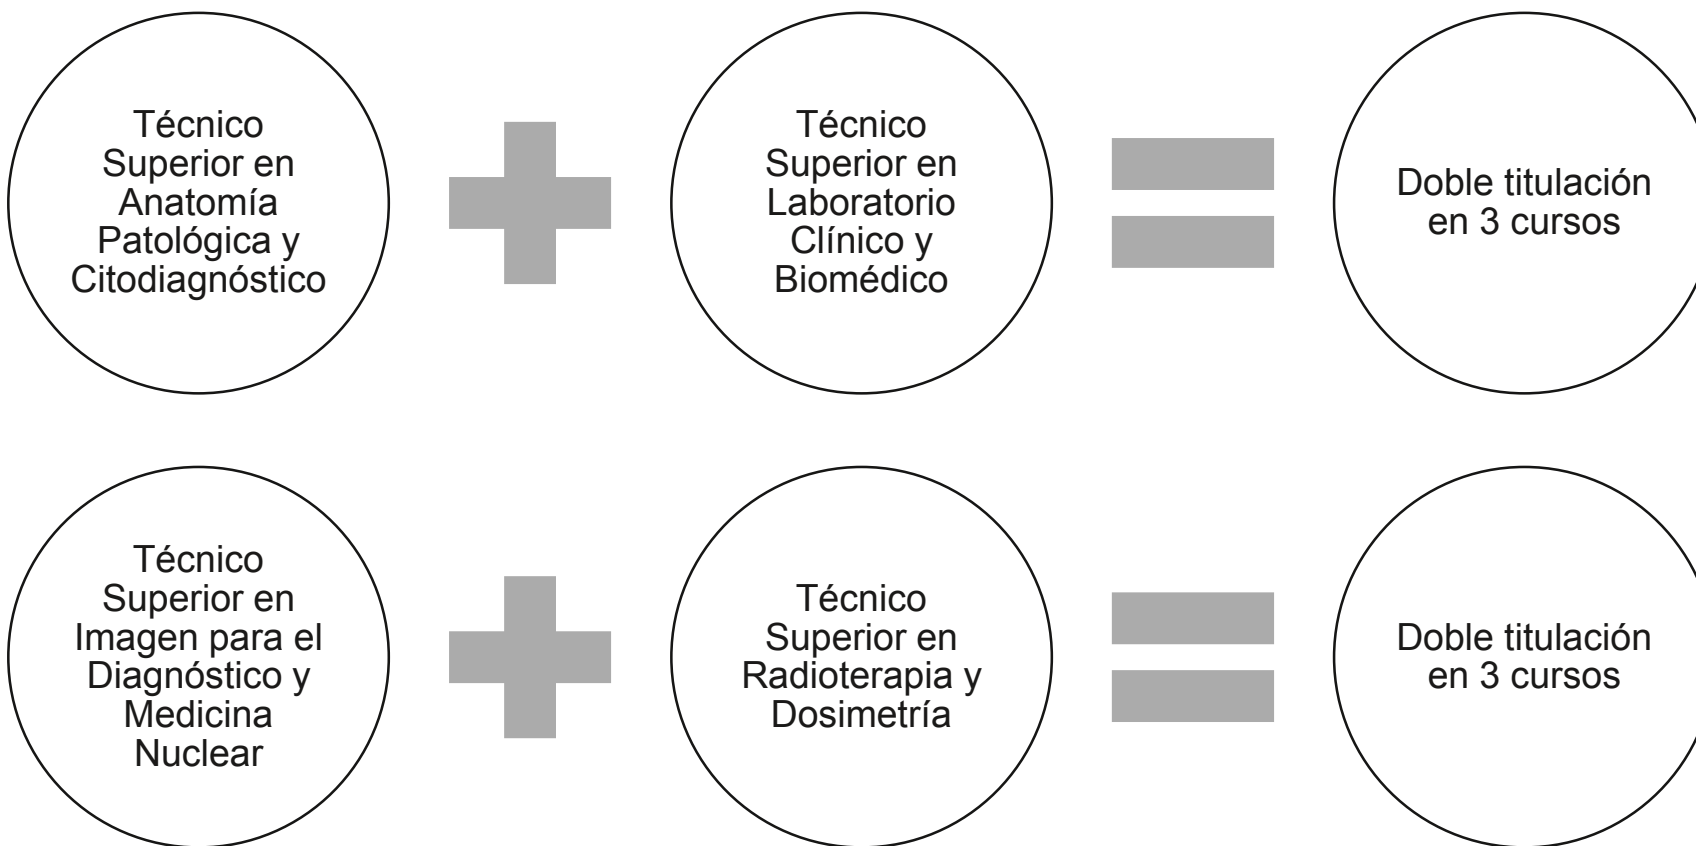 Técnico
Superior en
Anatomía
Patológica y
Citodiagnóstico
Técnico
Superior en
Laboratorio
Clínico y
Biomédico
Doble titulación
en 3 cursos
Técnico
Superior en
Imagen para el
Diagnóstico y
Medicina
Nuclear
Técnico
Superior en
Radioterapia y
Dosimetría
Doble titulación
en 3 cursos